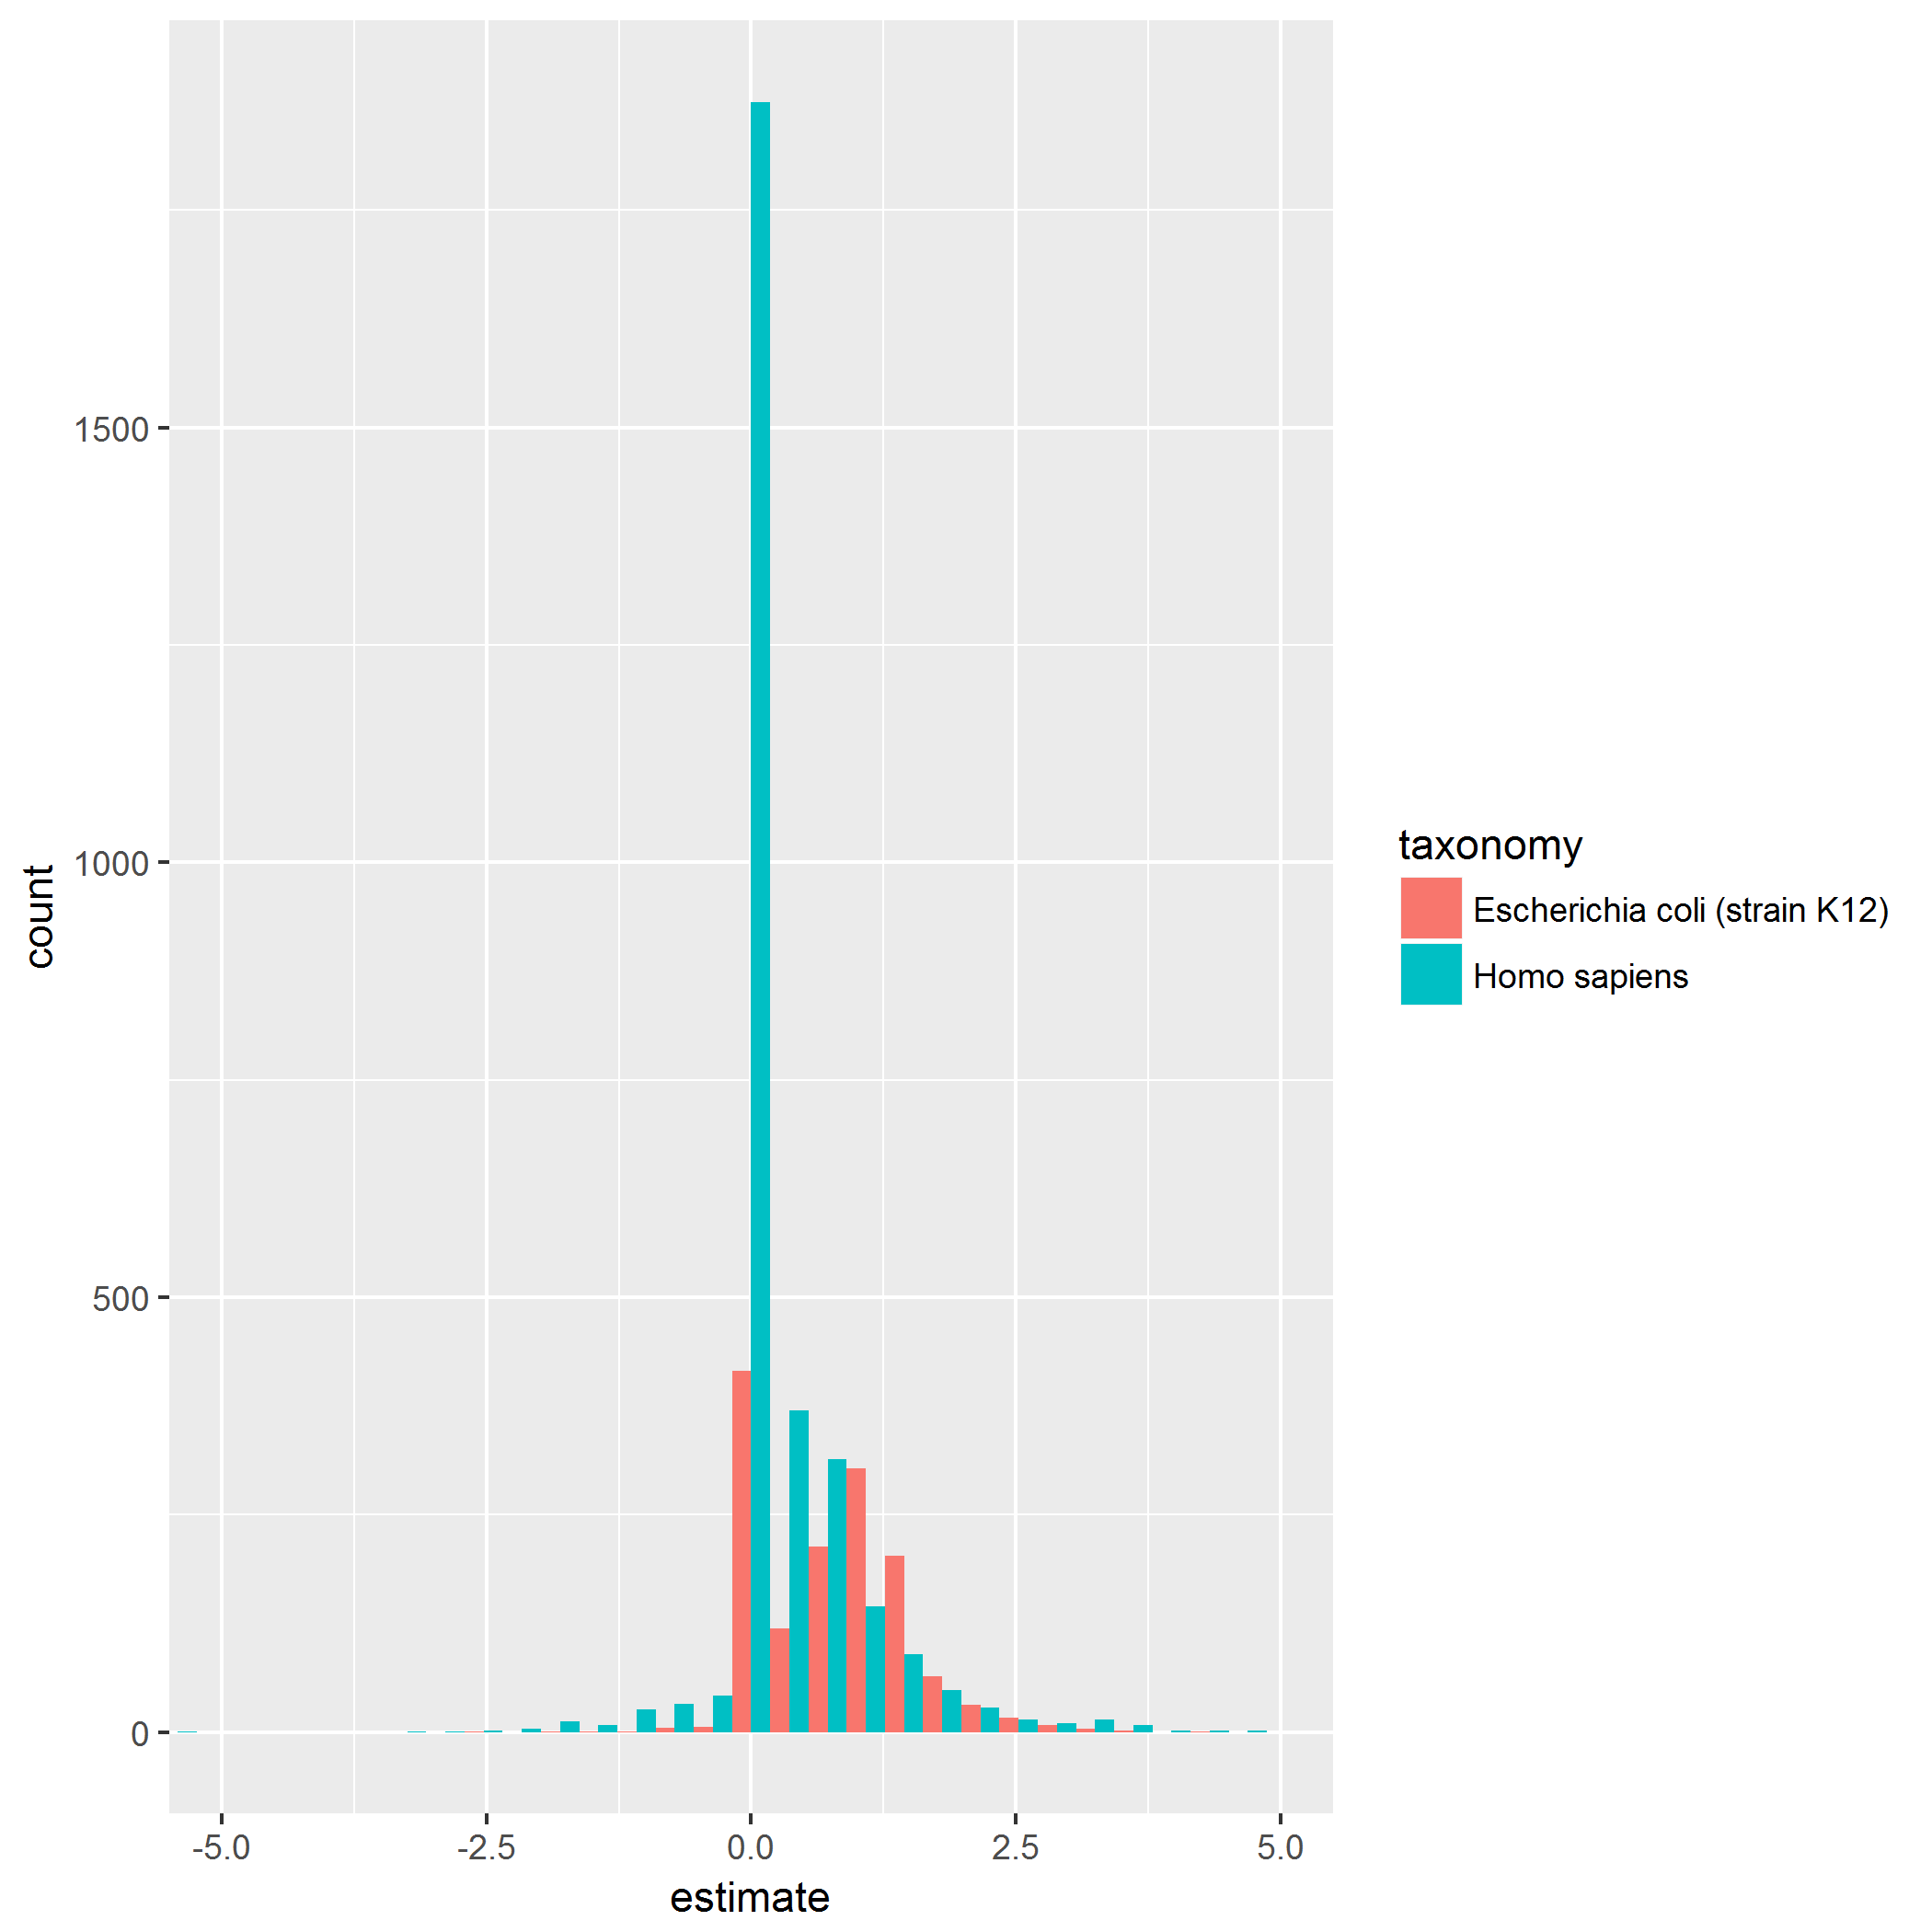 1500
1000
500
0
count
-5.0 -2.5 0.0 2.5 5.0
estimate
taxonomy
Escherichia coli (strain K12)
Homo sapiens